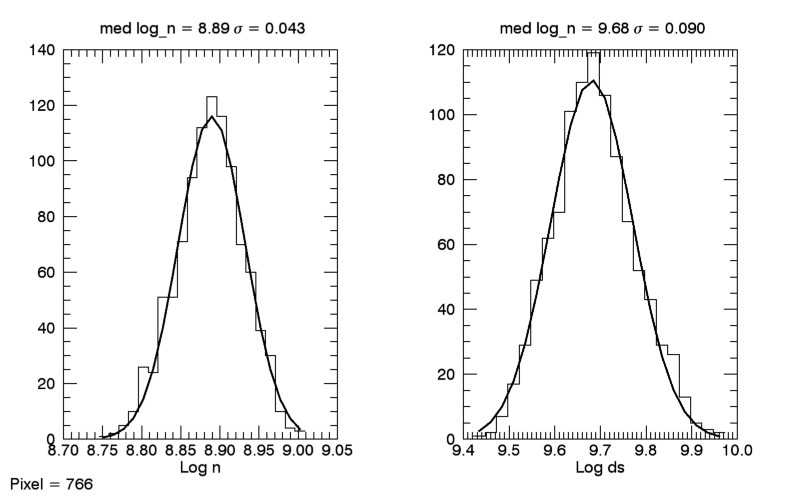 med log_n = 8.89 σ = 0.043
med log_n = 9.68 σ = 0.090
140
120
100
80
60
40
20
0
8.70 8.75 8.80 8.85 8.90 8.95 9.00 9.05
Log n
120
100
80
60
40
20
0
9.4 9.5 9.6 9.7 9.8 9.9 10.0
Log ds
Pixel = 766